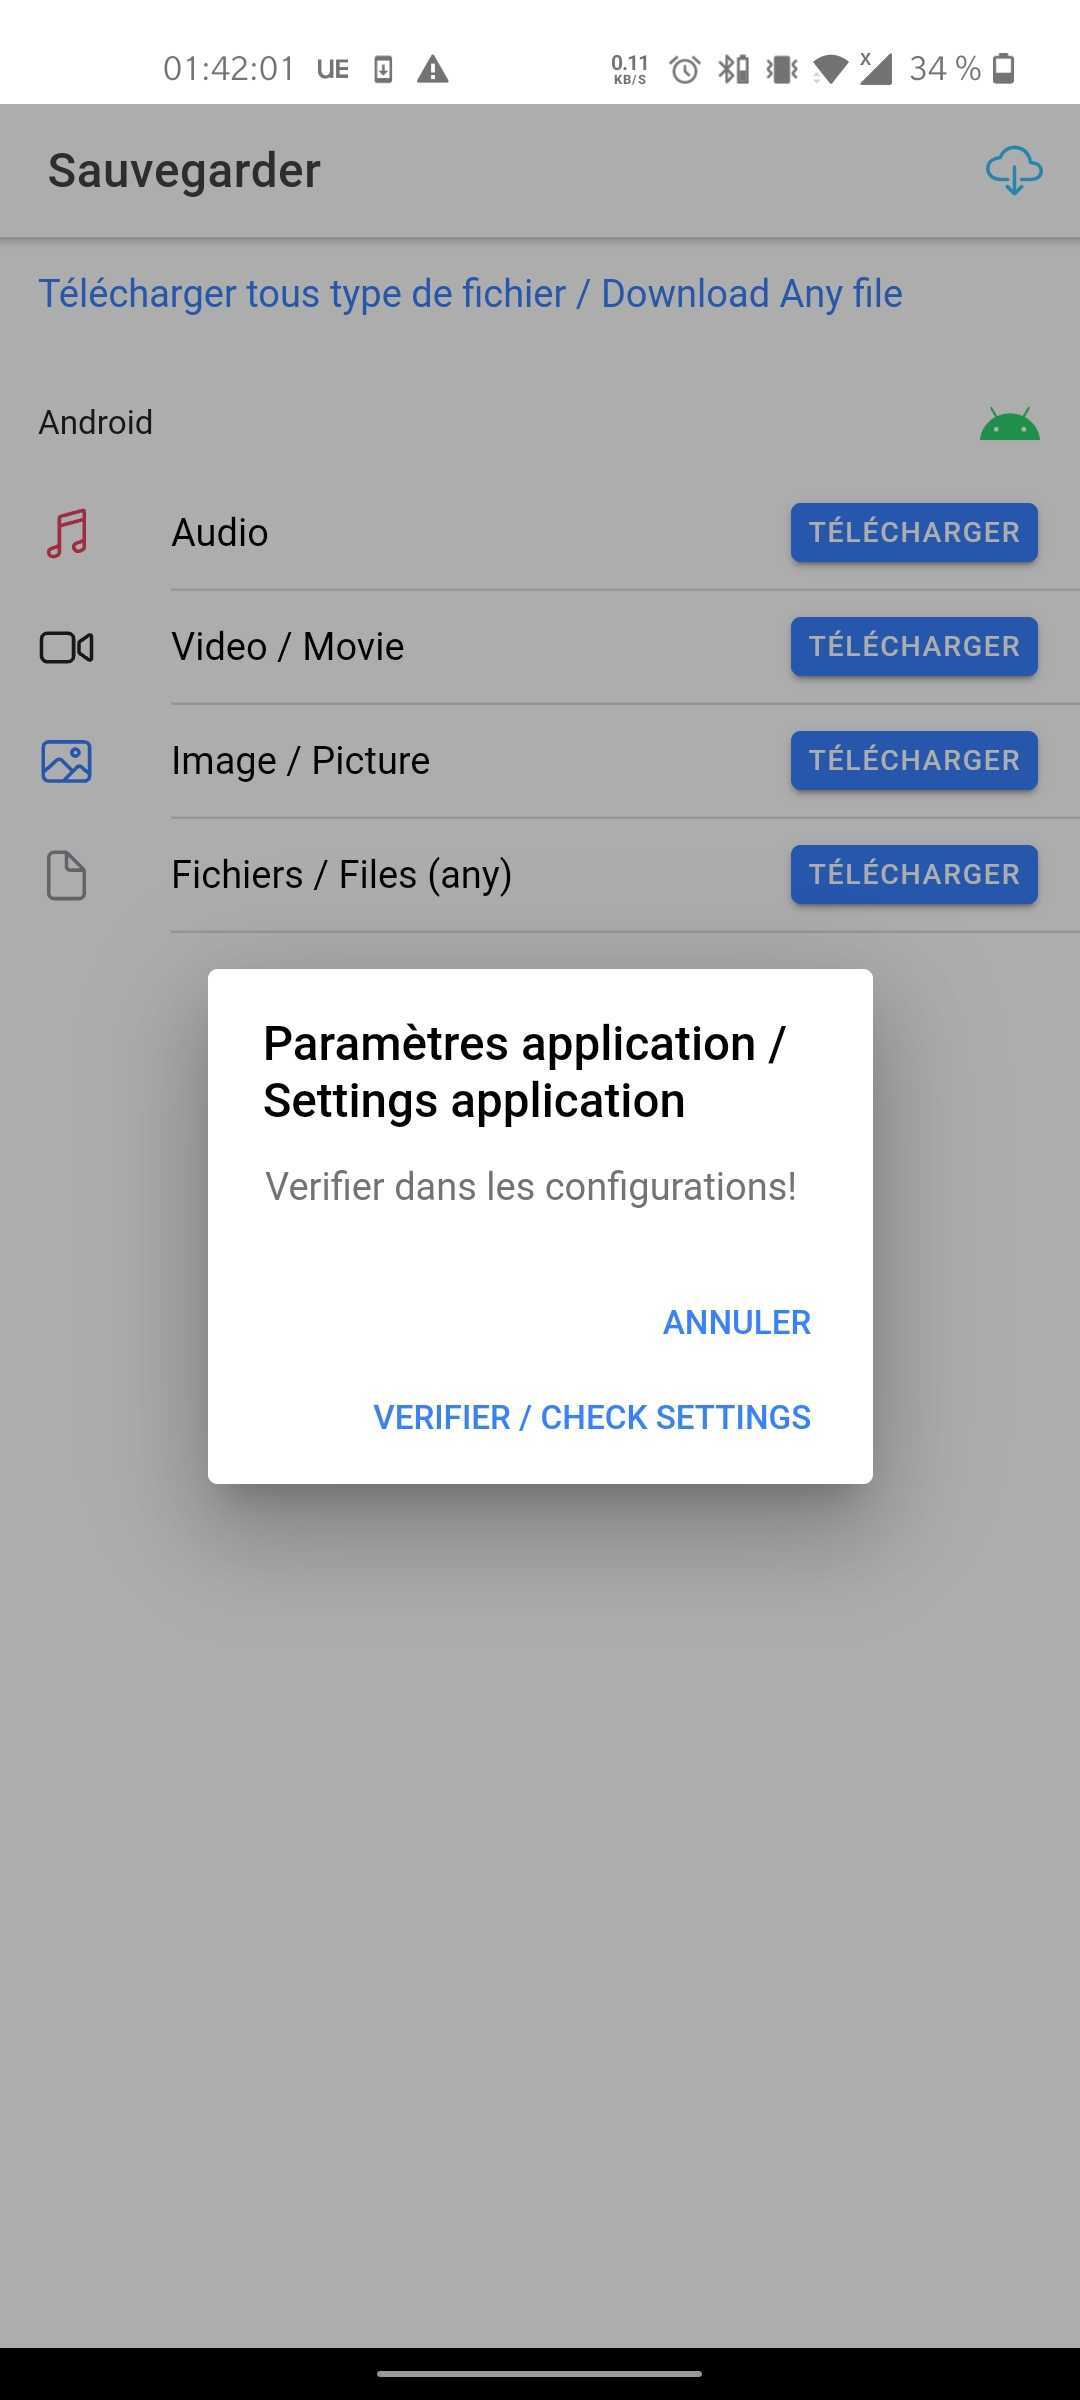 01:42:01 UE 0.11 KB/S X 34 %
Sauvegarder
Télécharger tous type de fichier / Download Any file
Android
Audio TÉLÉCHARGER
Video / Movie TÉLÉCHARGER
Image / Picture TÉLÉCHARGER
Fichiers / Files (any) TÉLÉCHARGER
Paramètres application /
Settings application
Verifier dans les configurations!
ANNULER
VERIFIER / CHECK SETTINGS